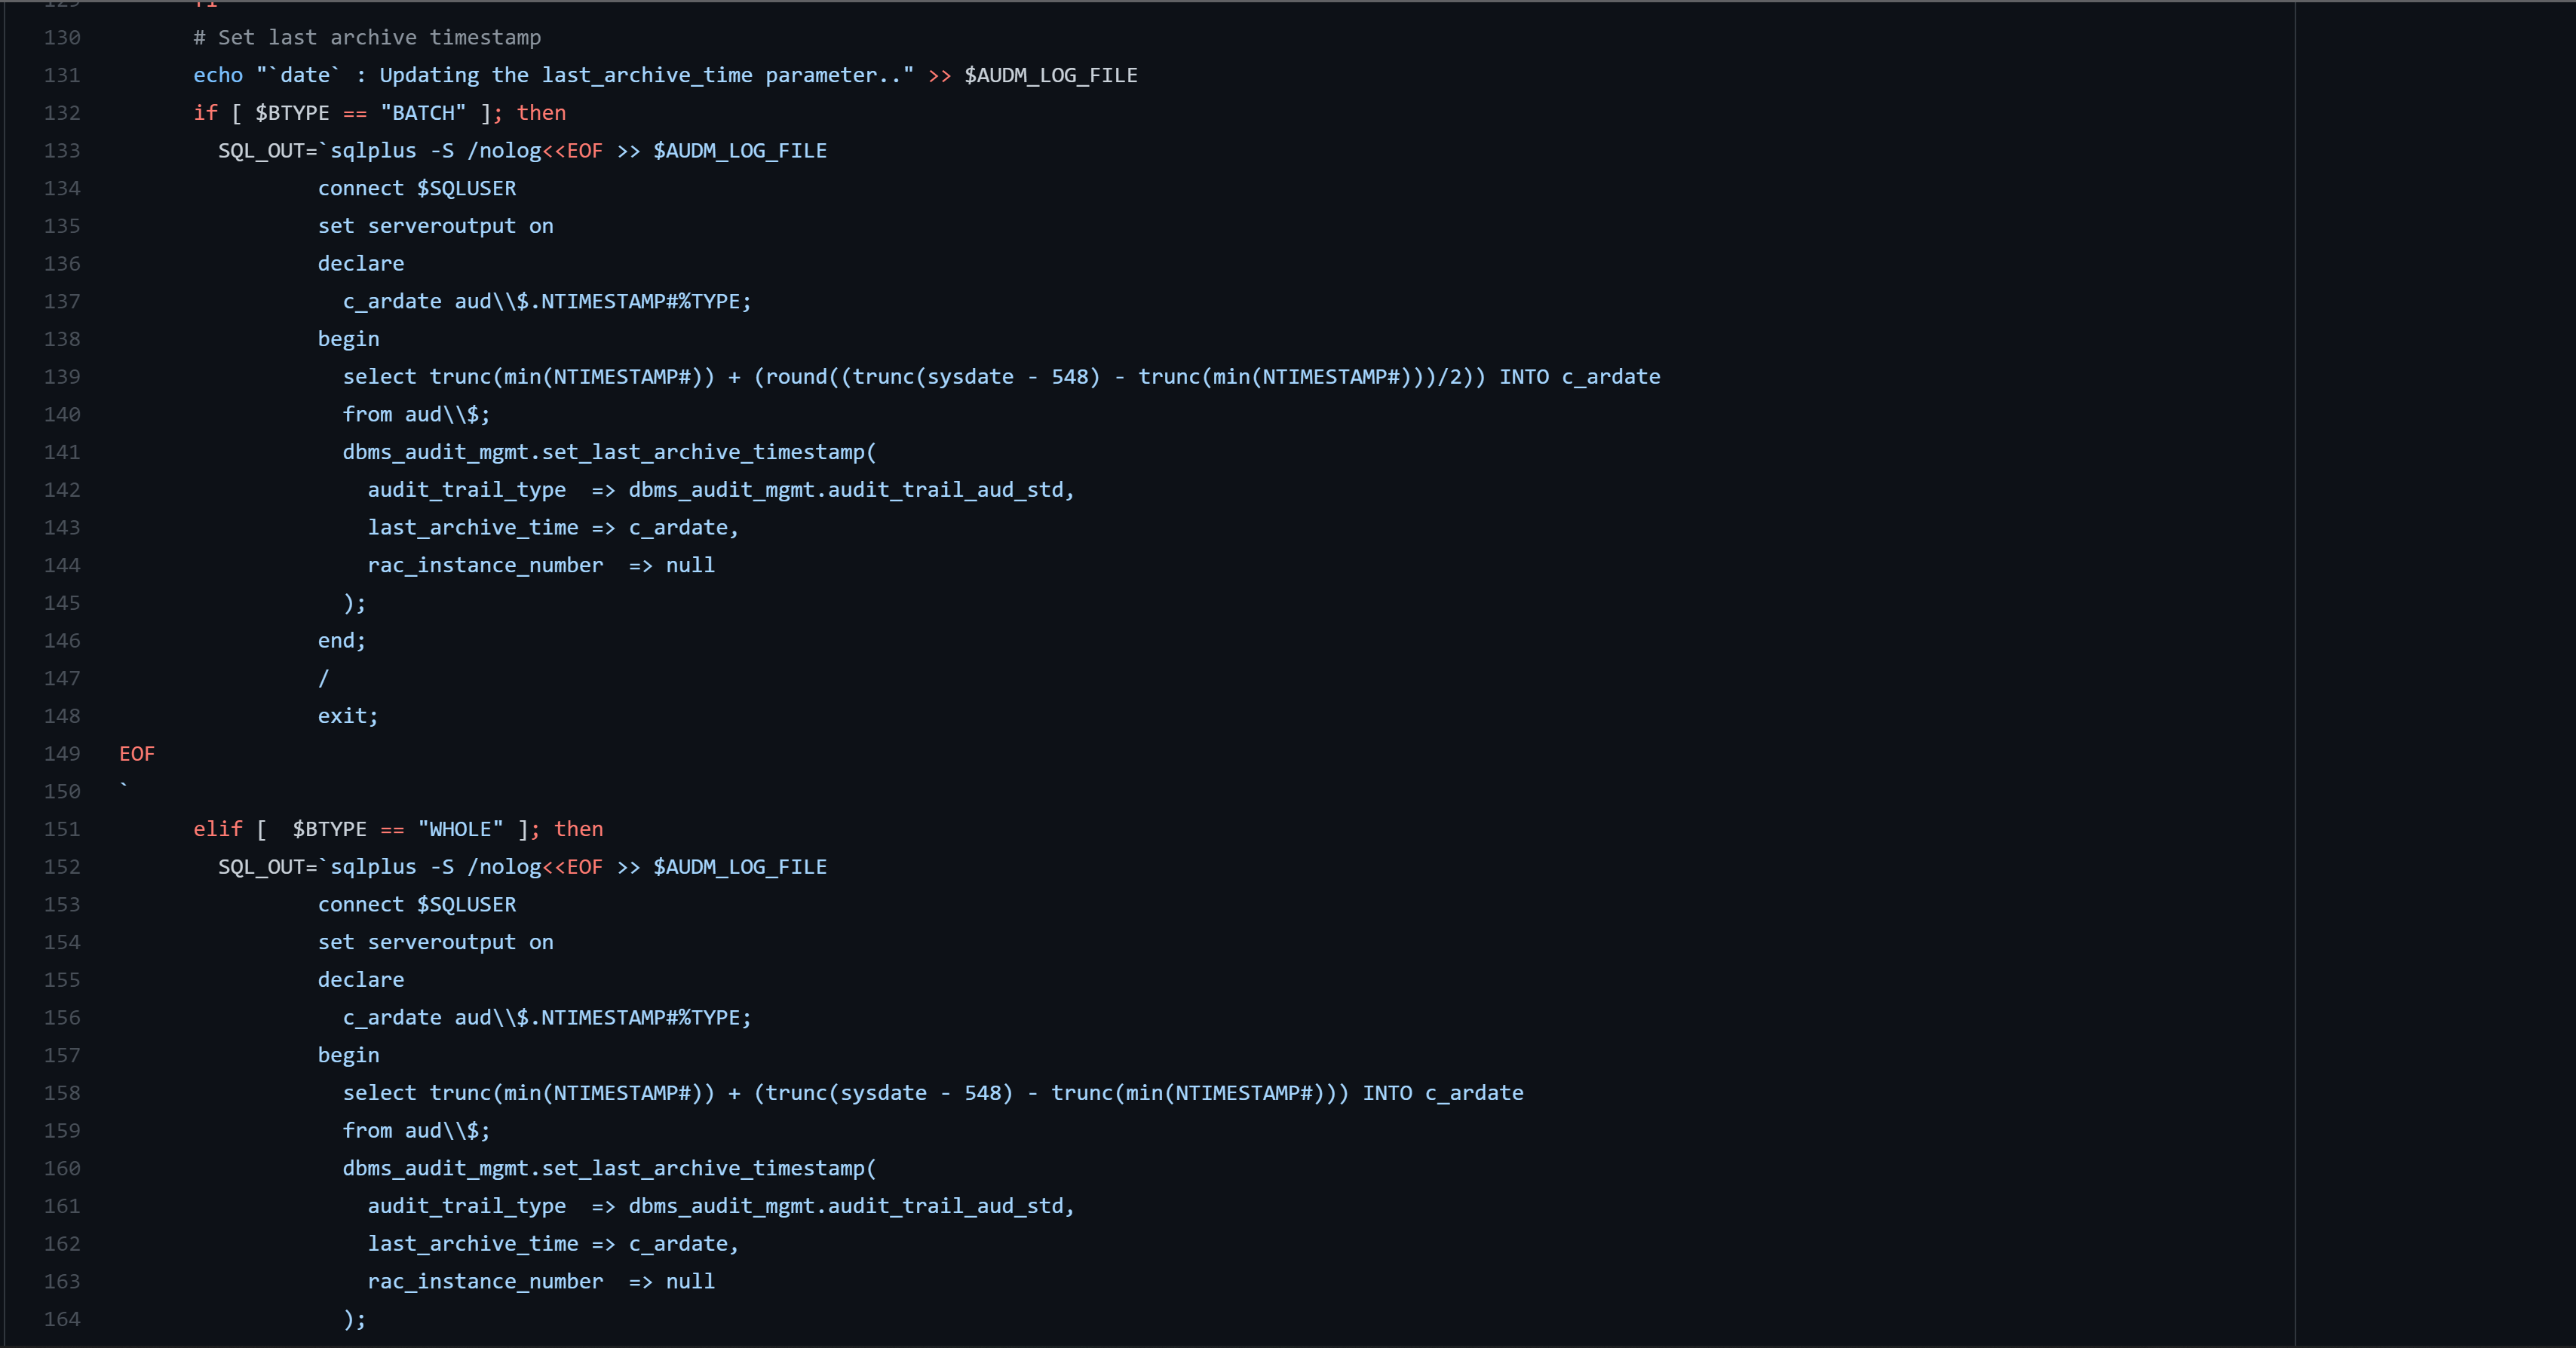 129 fi
130 # Set last archive timestamp
131 echo "`date` : Updating the last_archive_time parameter.." >> $AUDM_LOG_FILE
132 if [ $BTYPE == "BATCH" ]; then
133 SQL_OUT=`sqlplus -S /nolog<<EOF >> $AUDM_LOG_FILE
134 connect $SQLUSER
135 set serveroutput on
136 declare
137 c_ardate aud\\$.NTIMESTAMP#%TYPE;
138 begin
139 select trunc(min(NTIMESTAMP#)) + (round((trunc(sysdate - 548) - trunc(min(NTIMESTAMP#)))/2)) INTO c_ardate
140 from aud\\$;
141 dbms_audit_mgmt.set_last_archive_timestamp(
142 audit_trail_type  => dbms_audit_mgmt.audit_trail_aud_std,
143 last_archive_time => c_ardate,
144 rac_instance_number  => null
145 );
146 end;
147 /
148 exit;
149 EOF
150 `
151 elif [  $BTYPE == "WHOLE" ]; then
152 SQL_OUT=`sqlplus -S /nolog<<EOF >> $AUDM_LOG_FILE
153 connect $SQLUSER
154 set serveroutput on
155 declare
156 c_ardate aud\\$.NTIMESTAMP#%TYPE;
157 begin
158 select trunc(min(NTIMESTAMP#)) + (trunc(sysdate - 548) - trunc(min(NTIMESTAMP#))) INTO c_ardate
159 from aud\\$;
160 dbms_audit_mgmt.set_last_archive_timestamp(
161 audit_trail_type  => dbms_audit_mgmt.audit_trail_aud_std,
162 last_archive_time => c_ardate,
163 rac_instance_number  => null
164 );